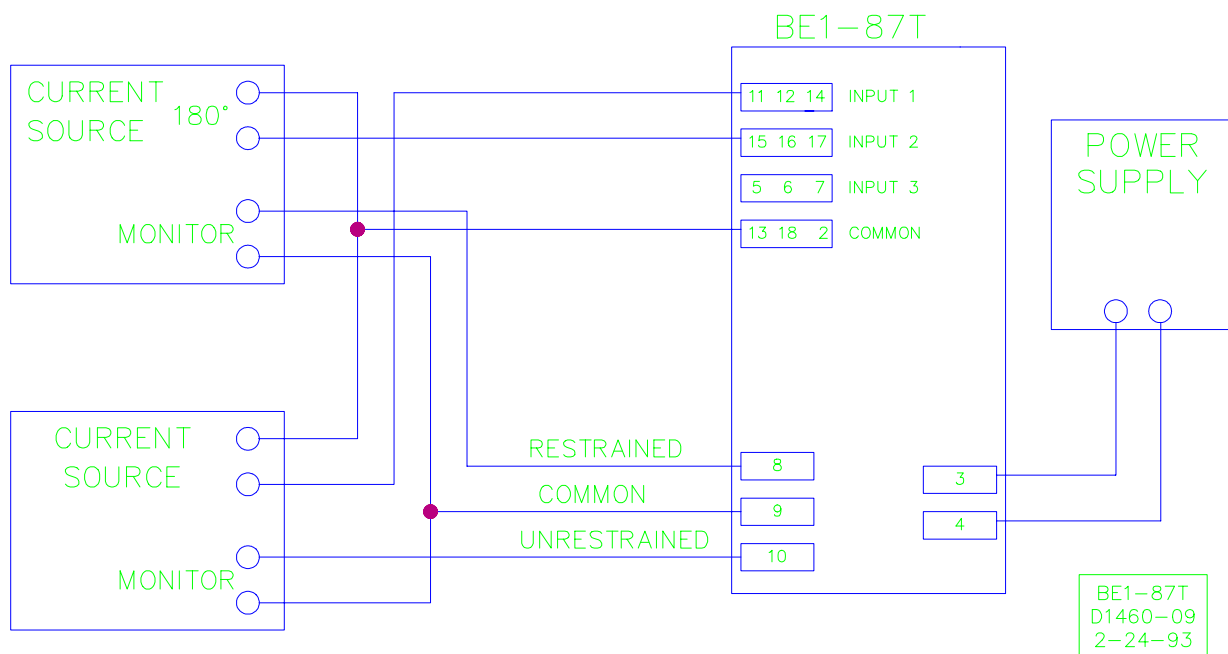 BE1-87T
CURRENT
SOURCE 180°
MONITOR
11 12 14 INPUT 1
15 16 17 INPUT 2
5 6 7 INPUT 3
13 18 2 COMMON
POWER
SUPPLY
CURRENT
SOURCE
MONITOR
RESTRAINED 8
COMMON 9
UNRESTRAINED 10
3
4
BE1-87T
D1460-09
2-24-93